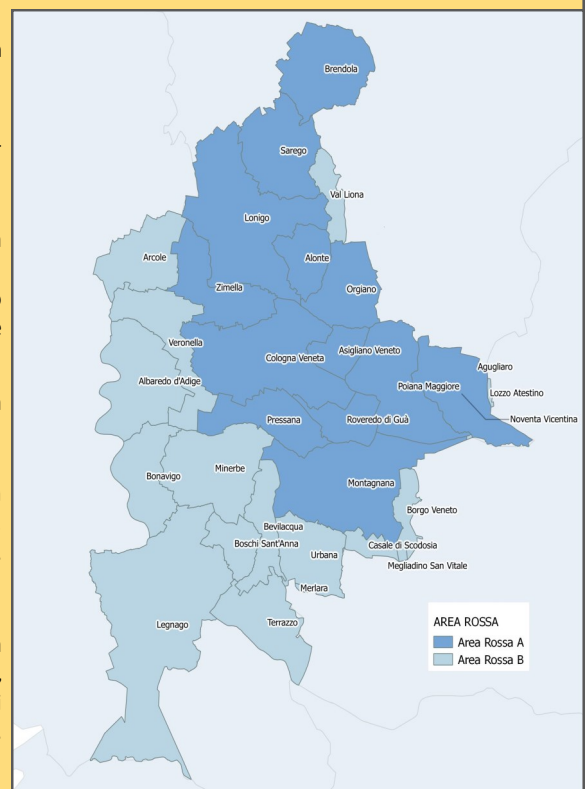 Brendola
Sarego
Val Liona
Lonigo
Arcole
Alonte
Zimella
Orgiano
Veronella
Asigliano Veneto
Cologna Veneta
Agugliaro
Albaredo d'Adige
Poiana Maggiore
Lozzo Atestino
Noventa Vicentina
Pressana
Roveredo di Guà
Minerbe
Bonavigo
Montagnana
Borgo Veneto
Bevilacqua
Boschi Sant'Anna
Casale di Scodosia
Urbana
Megliadino San Vitale
Merlara
Terrazzo
Legnago
AREA ROSSA
Area Rossa A
Area Rossa B